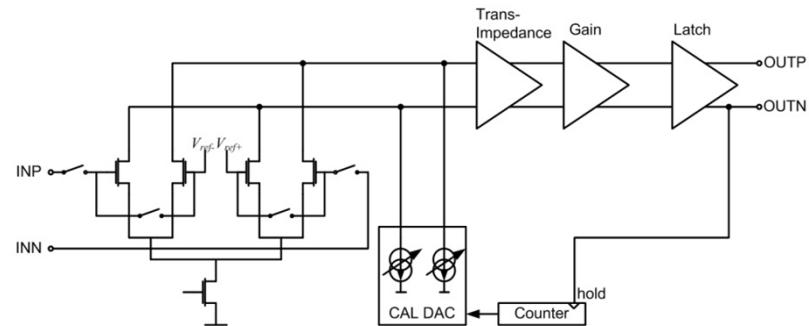 Trans-
Impedance
Gain
Latch
OUTP
OUTN
Vref-
Vref+
INP
INN
CAL DAC
Counter
hold